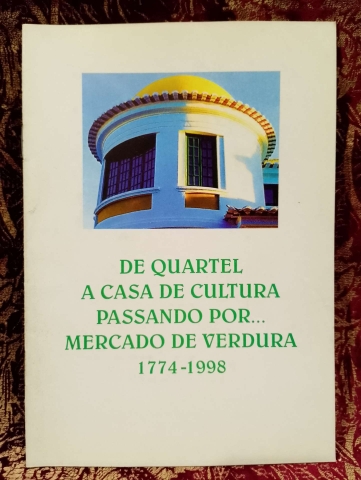 DE QUARTEL
A CASA DE CULTURA
PASSANDO POR...
MERCADO DE VERDURA
1774-1998